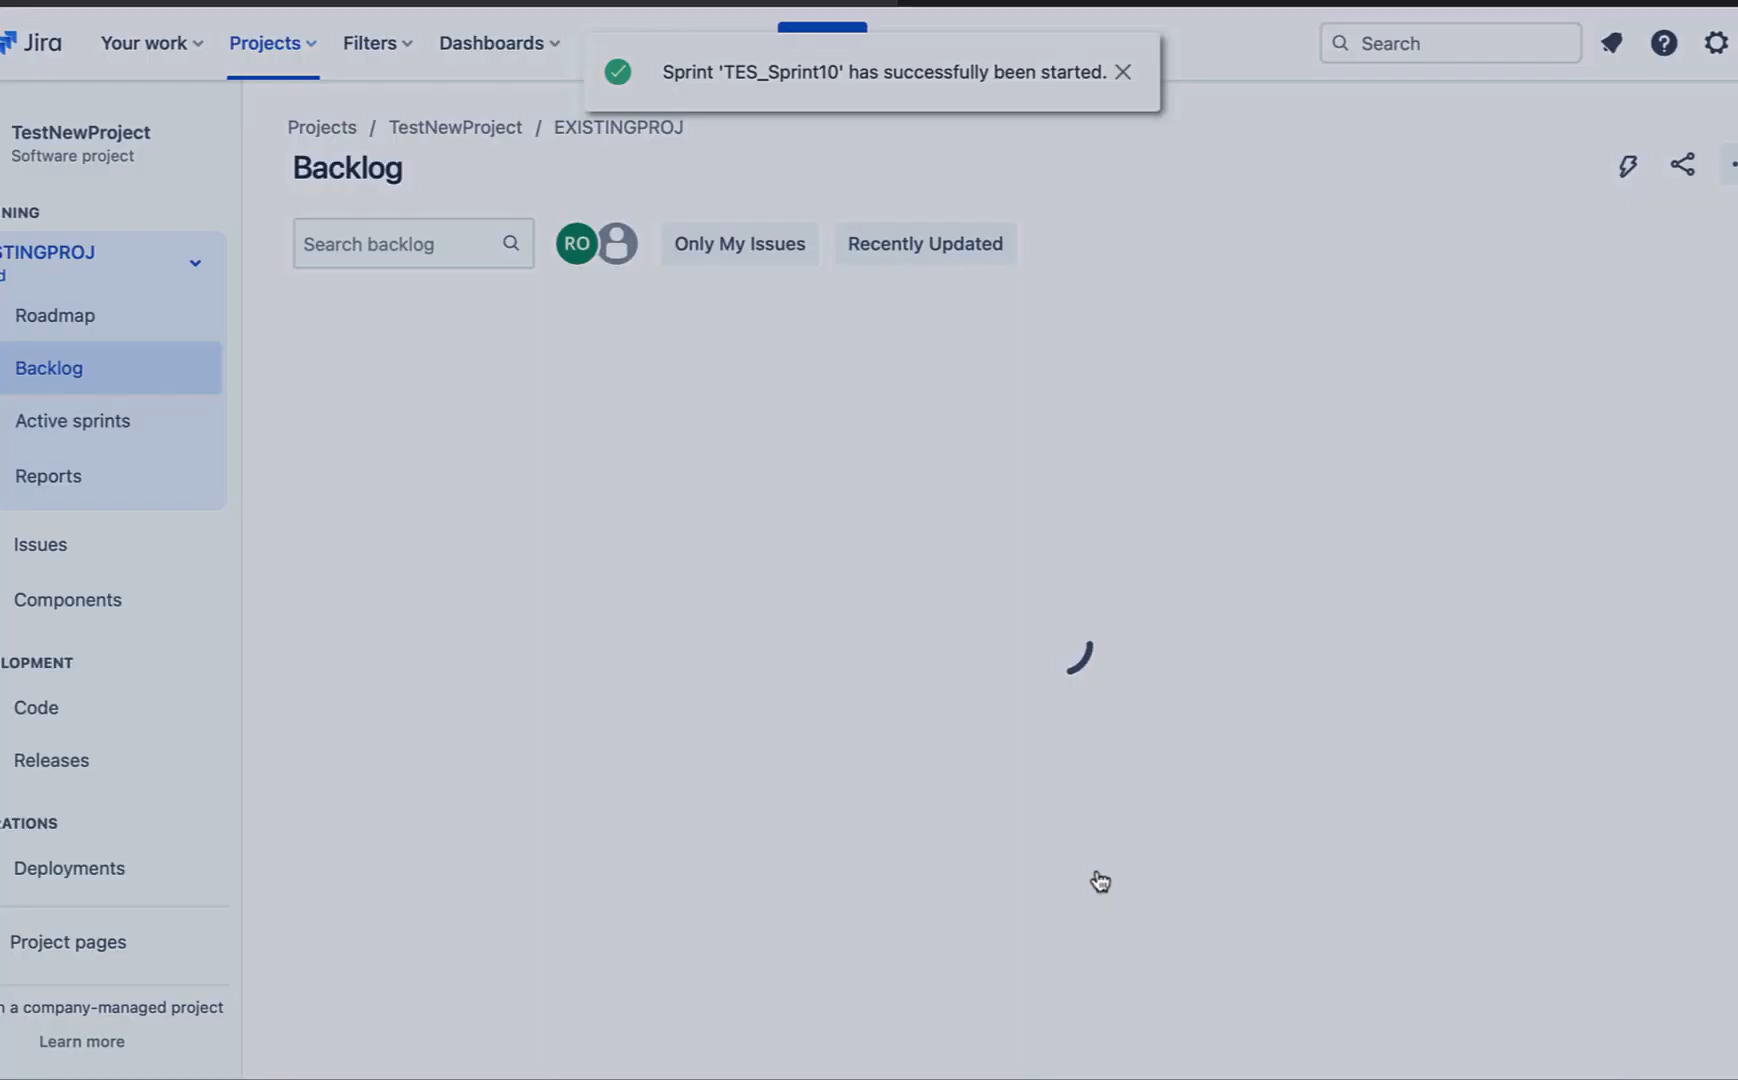 Jira
Your work
Projects
Filters
Dashboards
Sprint 'TES_Sprint10' has successfully been started.
Search
TestNewProject
Software project
NING
STINGPROJ
d
Roadmap
Backlog
Active sprints
Reports
Issues
Components
LOPMENT
Code
Releases
RATIONS
Deployments
Project pages
n a company-managed project
Learn more
Projects / TestNewProject / EXISTINGPROJ
Backlog
Search backlog
RO
Only My Issues
Recently Updated